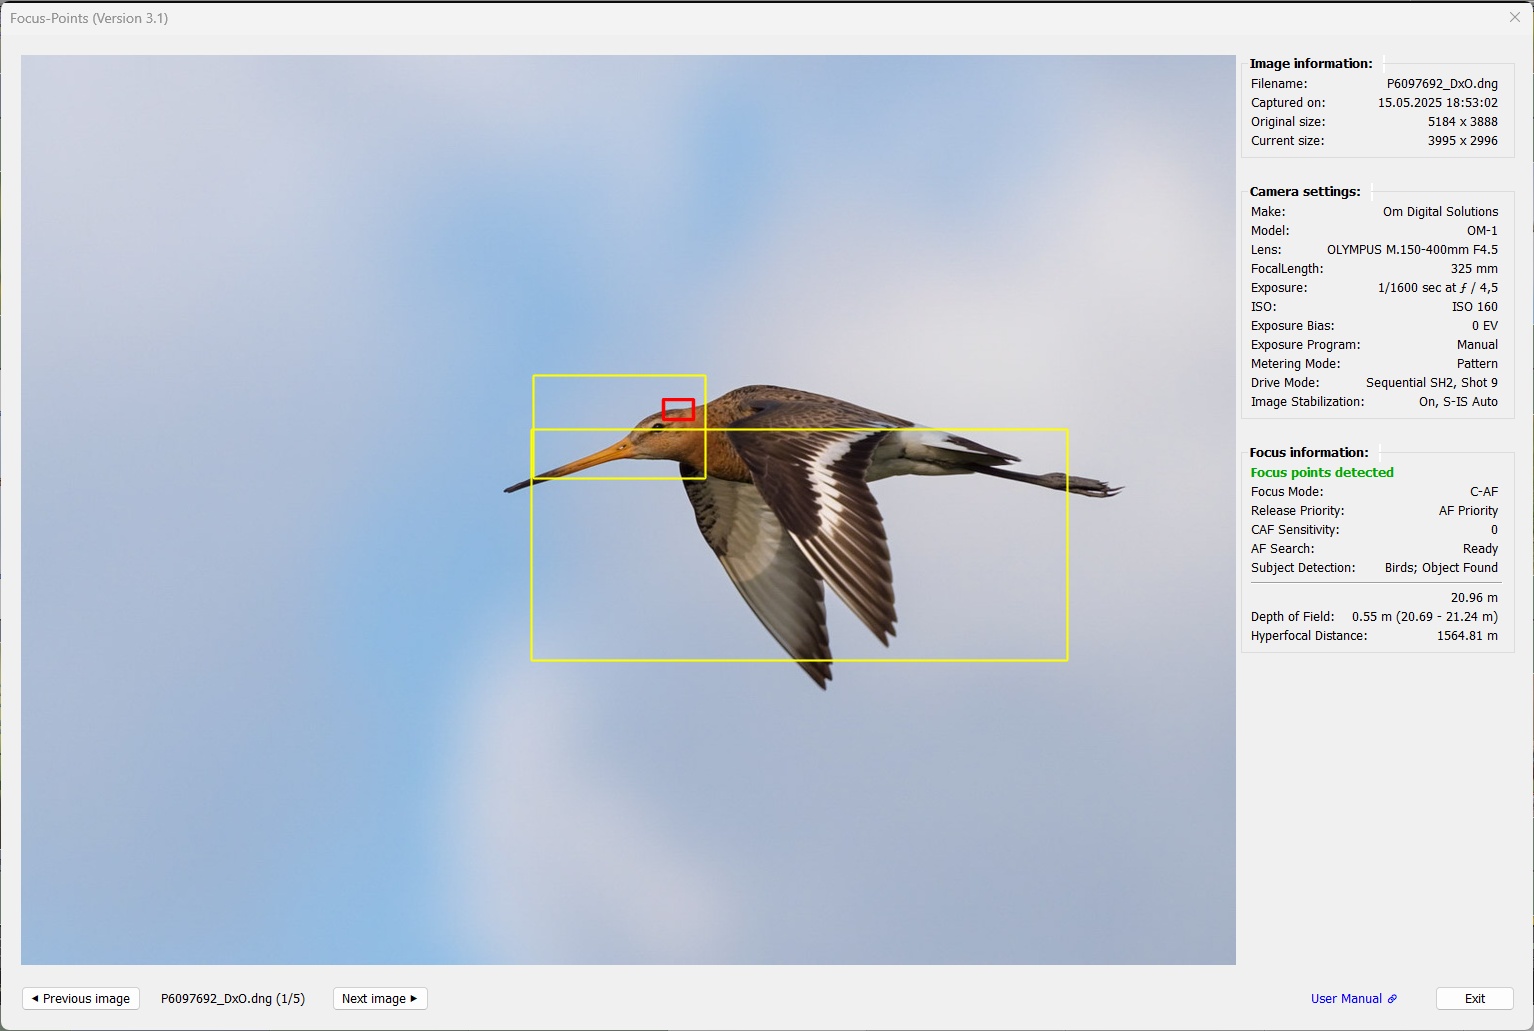 Focus-Points (Version 3.1)
Image information:
Filename: P6097692_DxO.dng
Captured on: 15.05.2025 18:53:02
Original size: 5184 x 3888
Current size: 3995 x 2996
Camera settings:
Make: Om Digital Solutions
Model: OM-1
Lens: OLYMPUS M.150-400mm F4.5
FocalLength: 325 mm
Exposure: 1/1600 sec at ƒ / 4,5
ISO: ISO 160
Exposure Bias: 0 EV
Exposure Program: Manual
Metering Mode: Pattern
Drive Mode: Sequential SH2, Shot 9
Image Stabilization: On, S-IS Auto
Focus information:
Focus points detected
Focus Mode: C-AF
Release Priority: AF Priority
CAF Sensitivity: 0
AF Search: Ready
Subject Detection: Birds; Object Found
20.96 m
Depth of Field: 0.55 m (20.69 - 21.24 m)
Hyperfocal Distance: 1564.81 m
Previous image P6097692_DxO.dng (1/5) Next image User Manual Exit